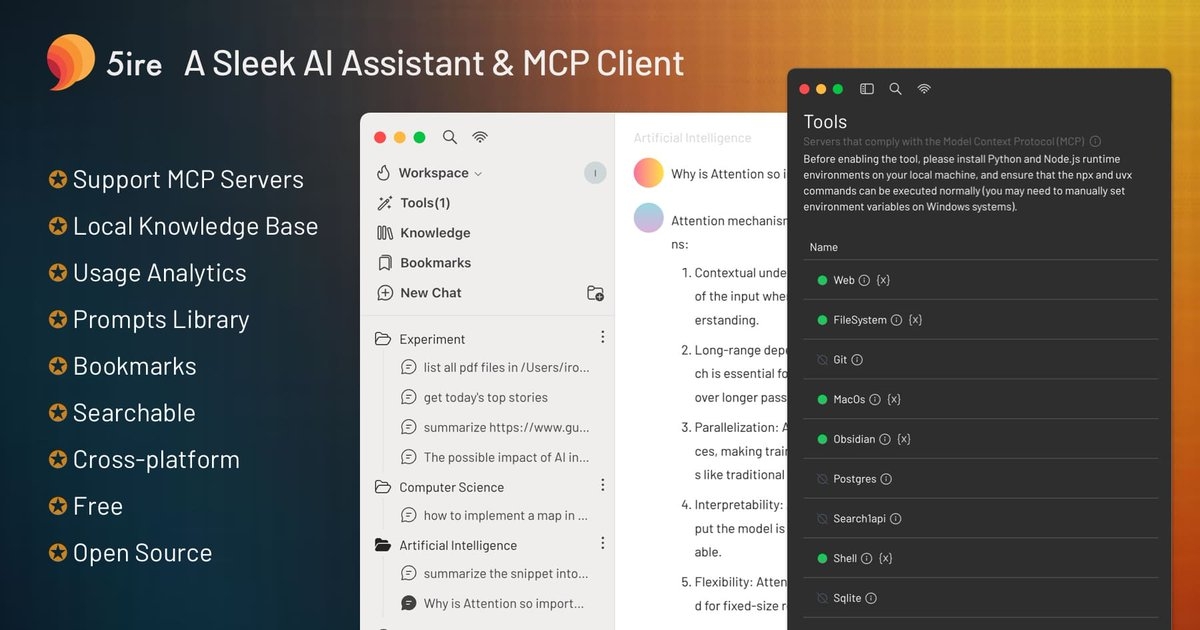 5ire A Sleek AI Assistant & MCP Client
Support MCP Servers
Local Knowledge Base
Usage Analytics
Prompts Library
Bookmarks
Searchable
Cross-platform
Free
Open Source
Workspace
I
Tools(1)
Knowledge
Bookmarks
New Chat
Experiment
list all pdf files in /Users/iro...
get today's top stories
summarize https://www.gu...
The possible impact of AI in...
Computer Science
how to implement a map in ...
Artificial Intelligence
summarize the snippet into...
Why is Attention so import...
Artificial Intelligence
Why is Attention so i
Attention mechanism
ns:
1. Contextual unde
of the input whe
erstanding.
2. Long-range depe
ch is essential fo
over longer pass
3. Parallelization: A
ces, making train
s like traditional
4. Interpretability:
put the model is
able.
5. Flexibility: Atten
d for fixed-size r
Tools
Servers that comply with the Model Context Protocol (MCP)
Before enabling the tool, please install Python and Node.js runtime
environments on your local machine, and ensure that the npx and uvx
commands can be executed normally (you may need to manually set
environment variables on Windows systems).
Name
Web {x}
FileSystem {x}
Git
MacOs {x}
Obsidian {x}
Postgres
Search1api
Shell {x}
Sqlite